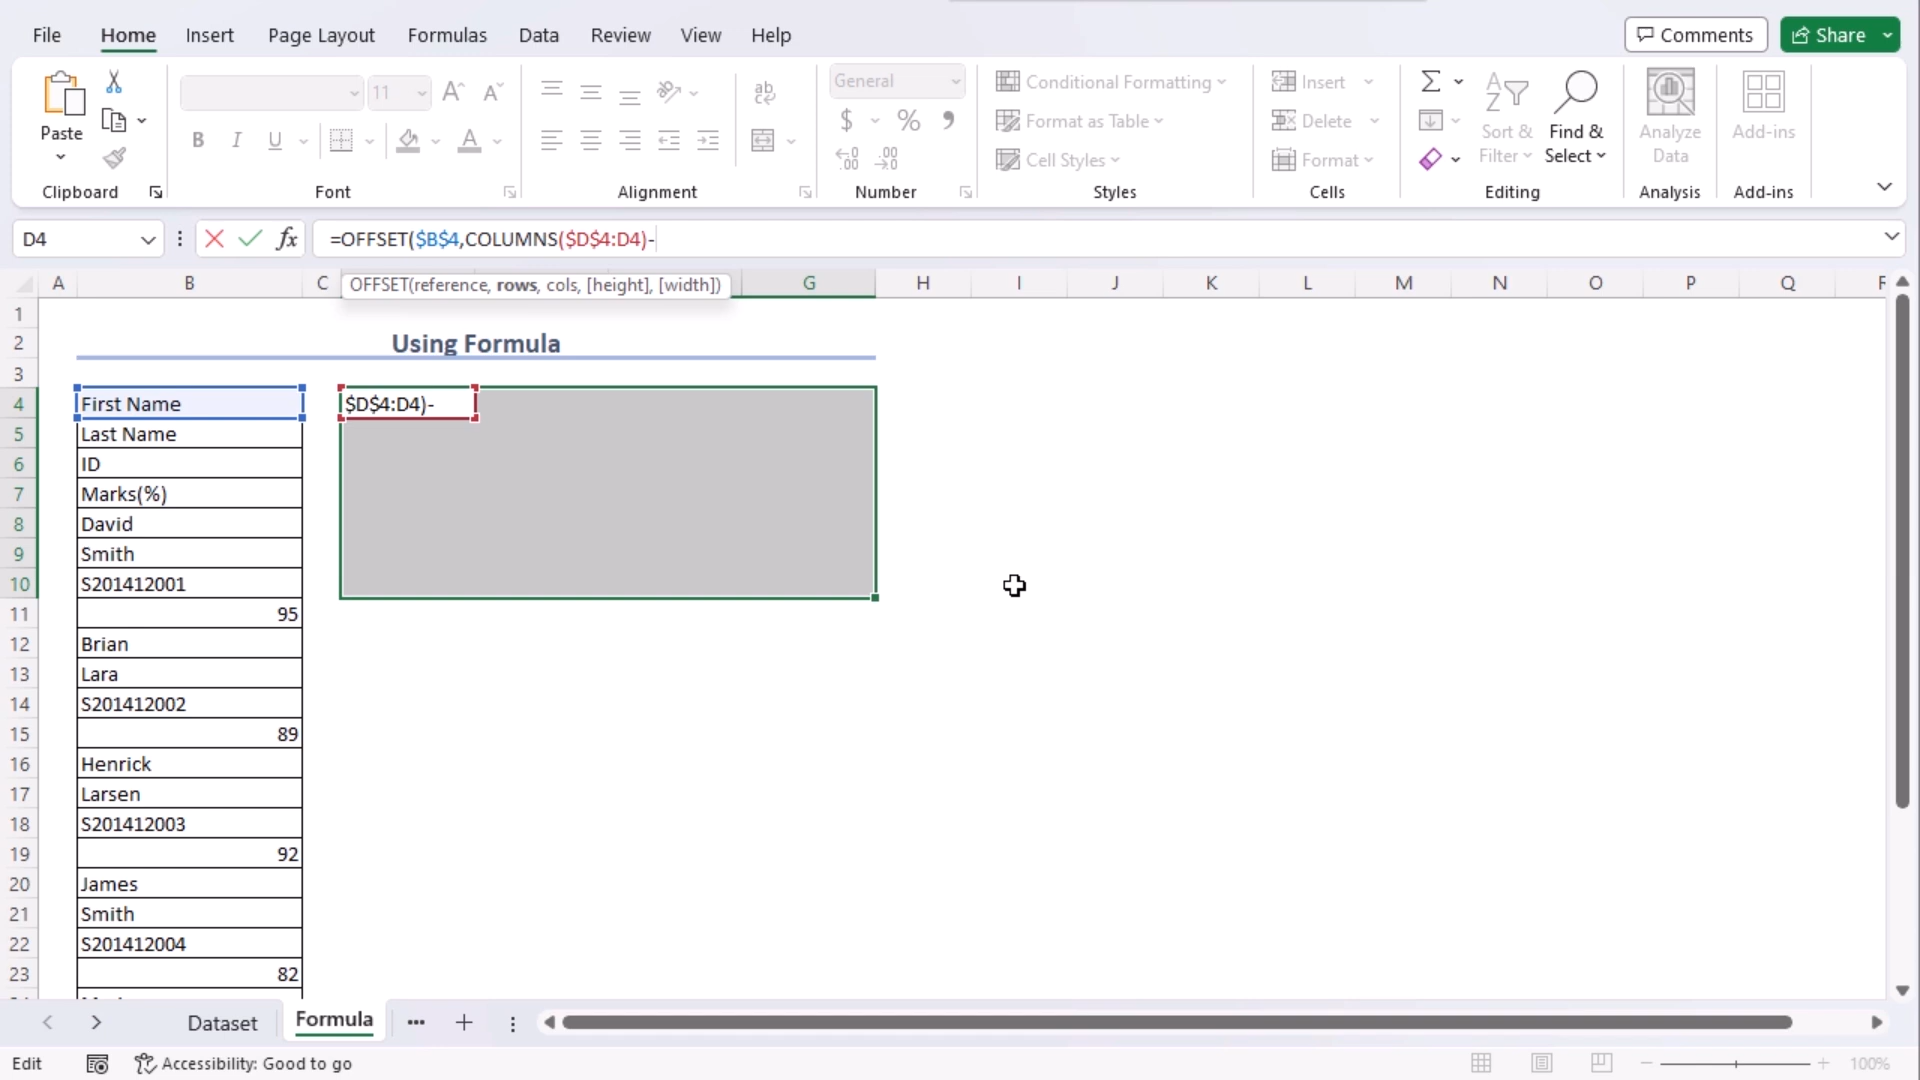 File Home Insert Page Layout Formulas Data Review View Help Comments Share
Paste
11
General
Conditional Formatting
Format as Table
Cell Styles
Insert
Delete
Format
Sort & Filter
Find & Select
Analyze Data
Add-ins
Clipboard Font Alignment Number Styles Cells Editing Analysis Add-ins
D4 fx =OFFSET($B$4,COLUMNS($D$4:D4)-
OFFSET(reference, rows, cols, [height], [width])
A B C G H I J K L M N O P Q
1
2 Using Formula
3
4 First Name $D$4:D4)-
5 Last Name
6 ID
7 Marks(%)
8 David
9 Smith
10 S201412001
11 95
12 Brian
13 Lara
14 S201412002
15 89
16 Henrick
17 Larsen
18 S201412003
19 92
20 James
21 Smith
22 S201412004
23 82
Dataset Formula
Edit Accessibility: Good to go 100%